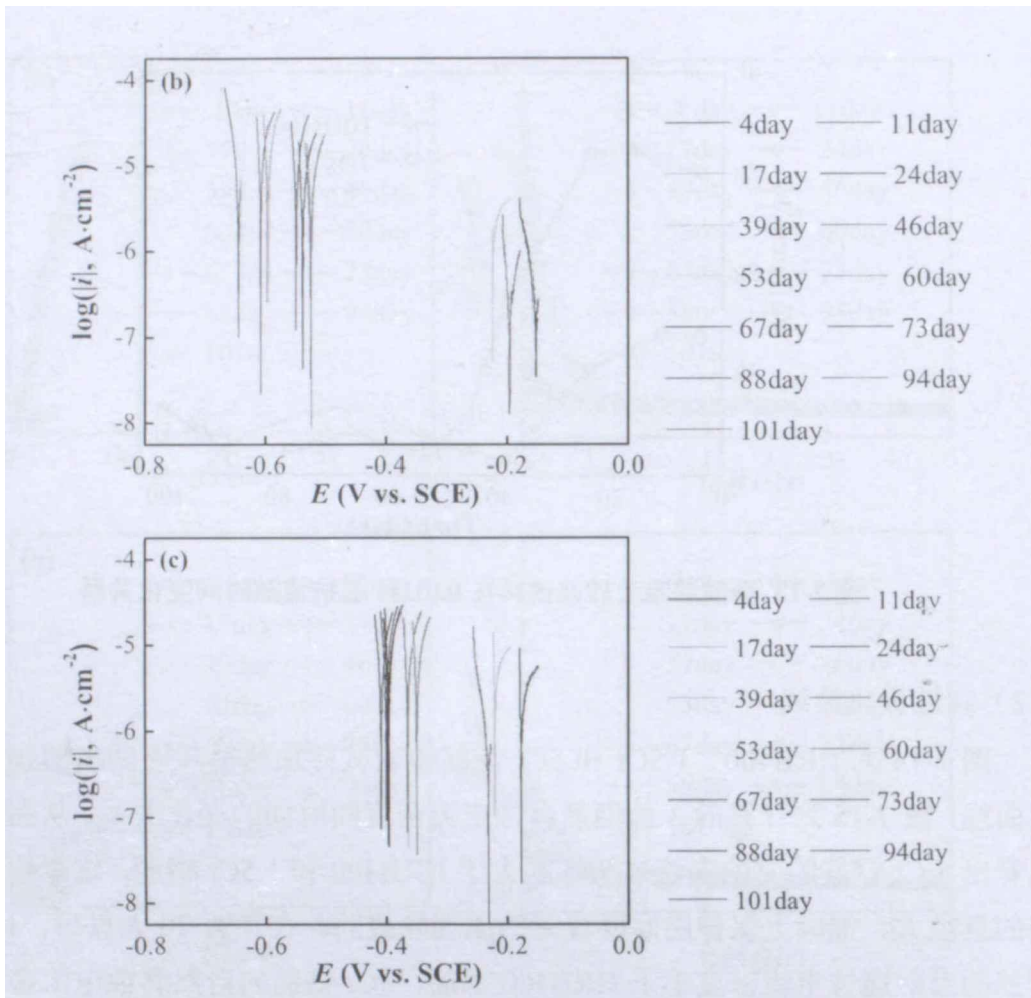 (b)
-4
-5
-6
-7
-8
log(|i|, A·cm⁻²)
-0.8 -0.6 -0.4 -0.2 0.0
E (V vs. SCE)
4day 11day
17day 24day
39day 46day
53day 60day
67day 73day
88day 94day
101day
(c)
-4
-5
-6
-7
-8
log(|i|, A·cm⁻²)
-0.8 -0.6 -0.4 -0.2 0.0
E (V vs. SCE)
4day 11day
17day 24day
39day 46day
53day 60day
67day 73day
88day 94day
101day